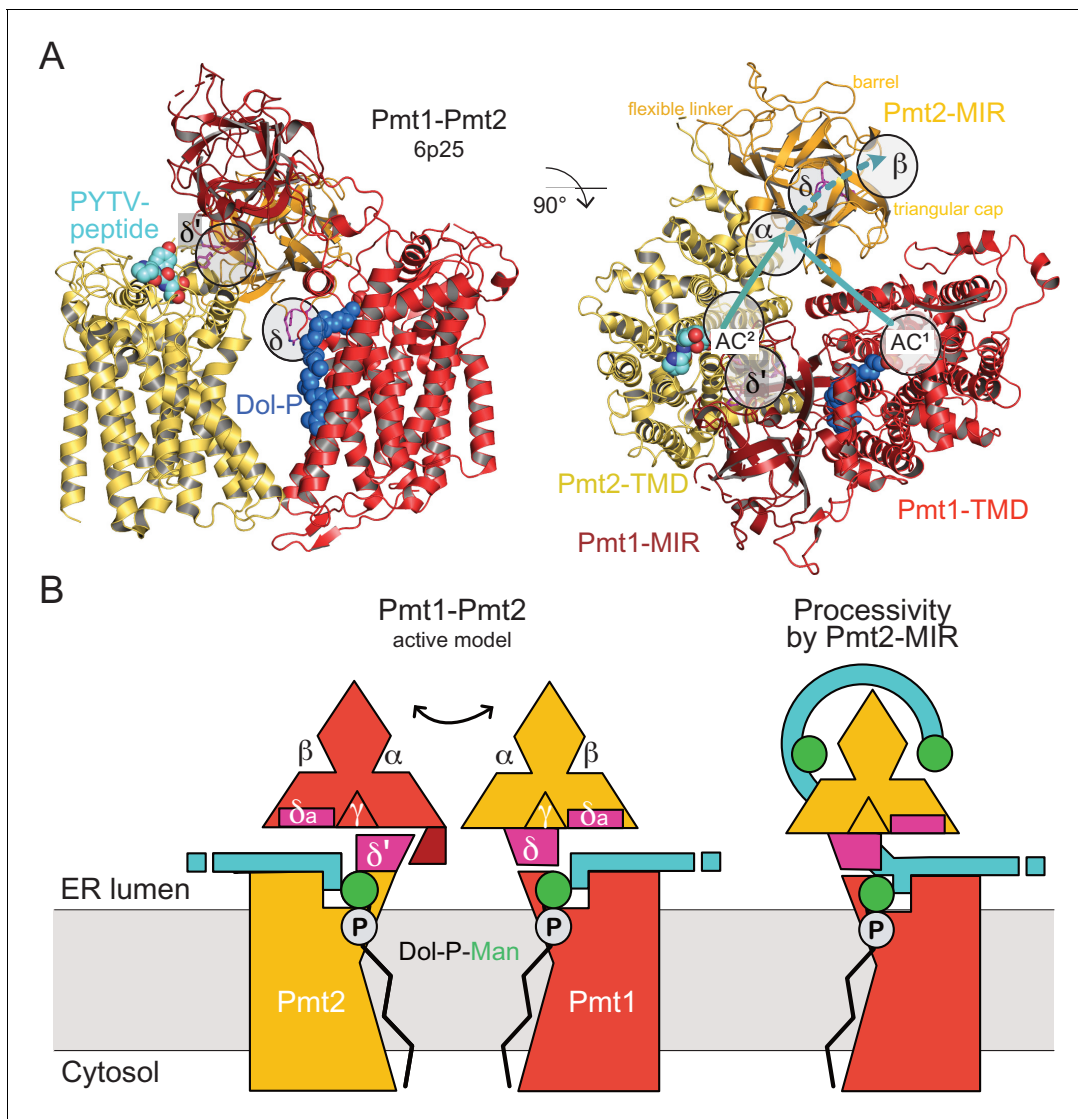 A
Pmt1-Pmt2
6p25
PYTV-
peptide
δ'
δ
Dol-P
90°
flexible linker
barrel
Pmt2-MIR
δ
β
α
triangular cap
AC²
AC¹
δ'
Pmt2-TMD
Pmt1-MIR
Pmt1-TMD
B
Pmt1-Pmt2
active model
Processivity
by Pmt2-MIR
β
α
α
β
δa
γ
γ
δa
δ'
δ
ER lumen
P
P
P
Dol-P-Man
Pmt2
Pmt1
Cytosol